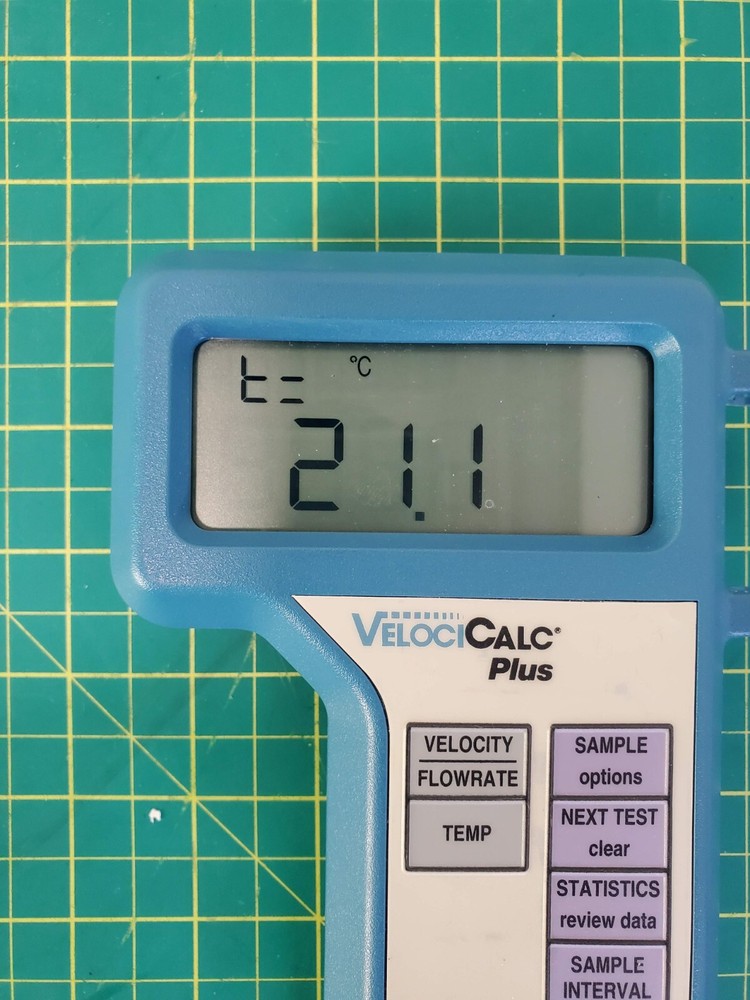 t= °C
21.1
VELOCICALC®
Plus
VELOCITY
FLOWRATE
TEMP
SAMPLE
options
NEXT TEST
clear
STATISTICS
review data
SAMPLE
INTERVAL